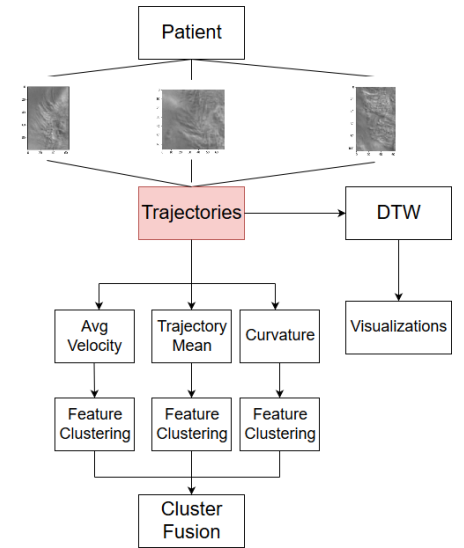 Patient
Trajectories
DTW
Avg
Velocity
Trajectory
Mean
Curvature
Visualizations
Feature
Clustering
Feature
Clustering
Feature
Clustering
Cluster
Fusion